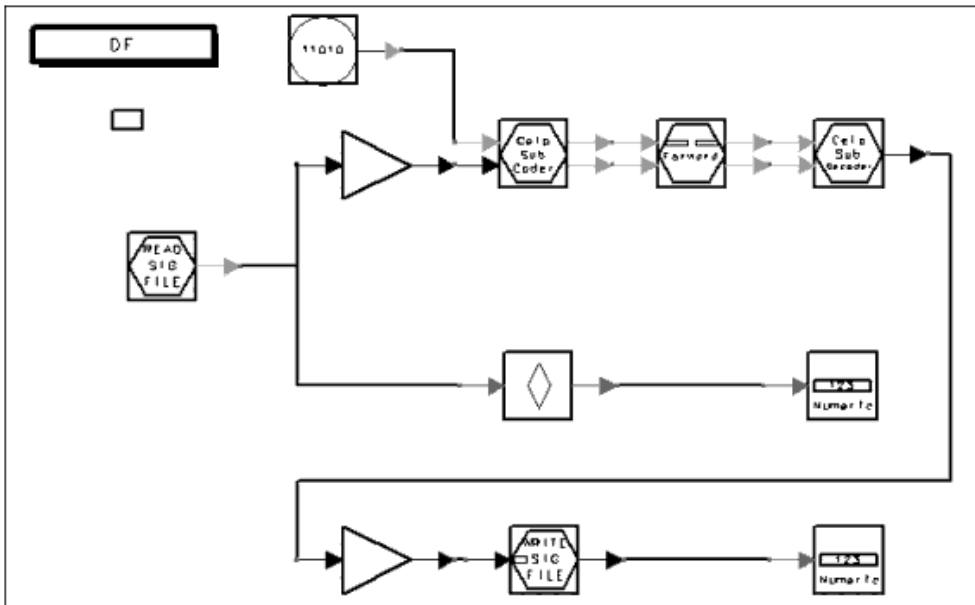 DF
11010
Celp
Sub
Coder
Forward
Celp
Sub
Decoder
READ
SIG
FILE
123
Numeric
WRITE
SIG
FILE
123
Numeric